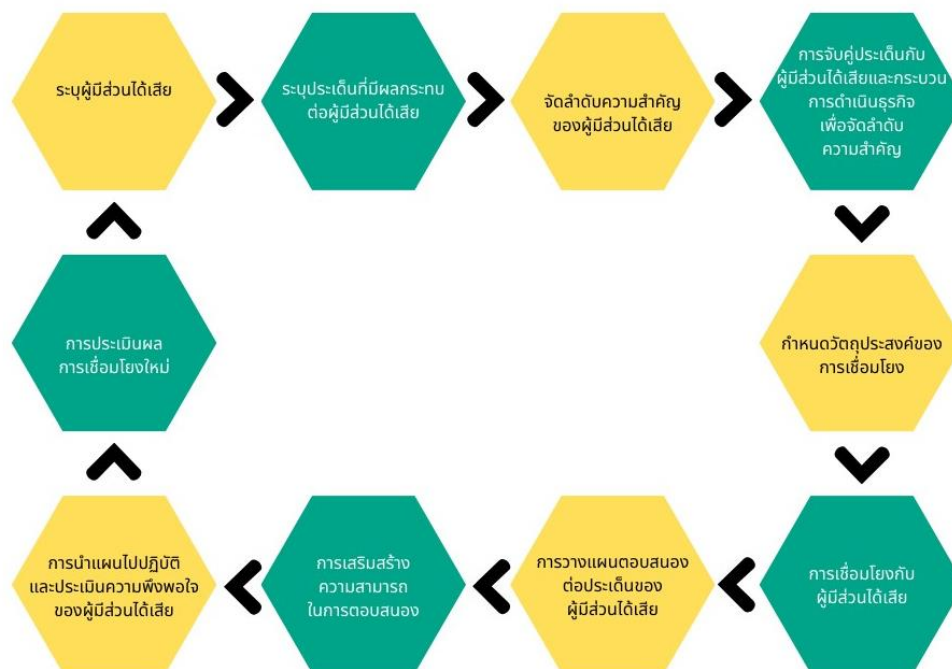 ระบุผู้มีส่วนได้เสีย
ระบุประเด็นที่มีผลกระทบ
ต่อผู้มีส่วนได้เสีย
จัดลำดับความสำคัญ
ของผู้มีส่วนได้เสีย
การจับคู่ประเด็นกับ
ผู้มีส่วนได้เสียและกระบวน
การดำเนินธุรกิจ
เพื่อจัดลำดับ
ความสำคัญ
กำหนดวัตถุประสงค์ของ
การเชื่อมโยง
การเชื่อมโยงกับ
ผู้มีส่วนได้เสีย
การวางแผนตอบสนอง
ต่อประเด็นของ
ผู้มีส่วนได้เสีย
การเสริมสร้าง
ความสามารถ
ในการตอบสนอง
การนำแผนไปปฏิบัติ
และประเมินความพึงพอใจ
ของผู้มีส่วนได้เสีย
การประเมินผล
การเชื่อมโยงใหม่